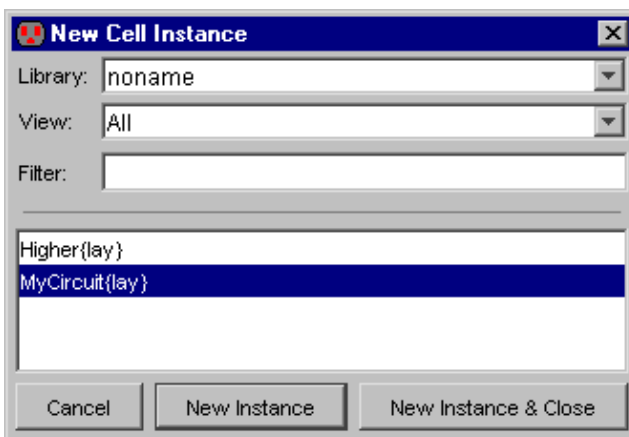 New Cell Instance
Library: noname
View: All
Filter:
Higher{lay}
MyCircuit{lay}
Cancel New Instance New Instance & Close